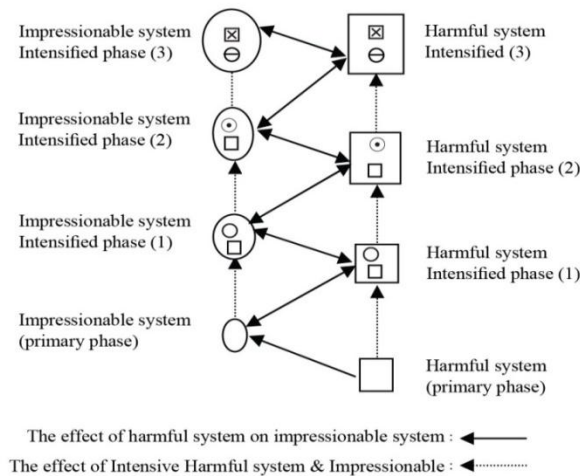 Impressionable system
Intensified phase (3)
Harmful system
Intensified (3)
Impressionable system
Intensified phase (2)
Harmful system
Intensified phase (2)
Impressionable system
Intensified phase (1)
Harmful system
Intensified phase (1)
Impressionable system
(primary phase)
Harmful system
(primary phase)
The effect of harmful system on impressionable system :
The effect of Intensive Harmful system & Impressionable :